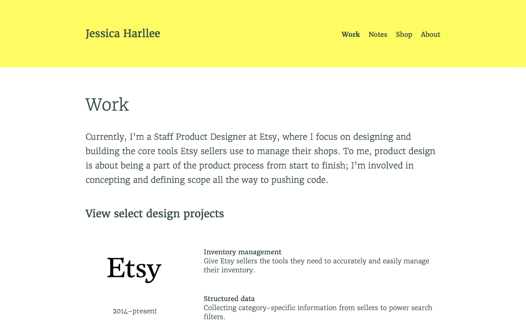 Jessica Harllee
Work Notes Shop About
Work
Currently, I'm a Staff Product Designer at Etsy, where I focus on designing and
building the core tools Etsy sellers use to manage their shops. To me, product design
is about being a part of the product process from start to finish; I'm involved in
concepting and defining scope all the way to pushing code.
View select design projects
Etsy
2014–present
Inventory management
Give Etsy sellers the tools they need to accurately and easily manage
their inventory.
Structured data
Collecting category-specific information from sellers to power search
filters.